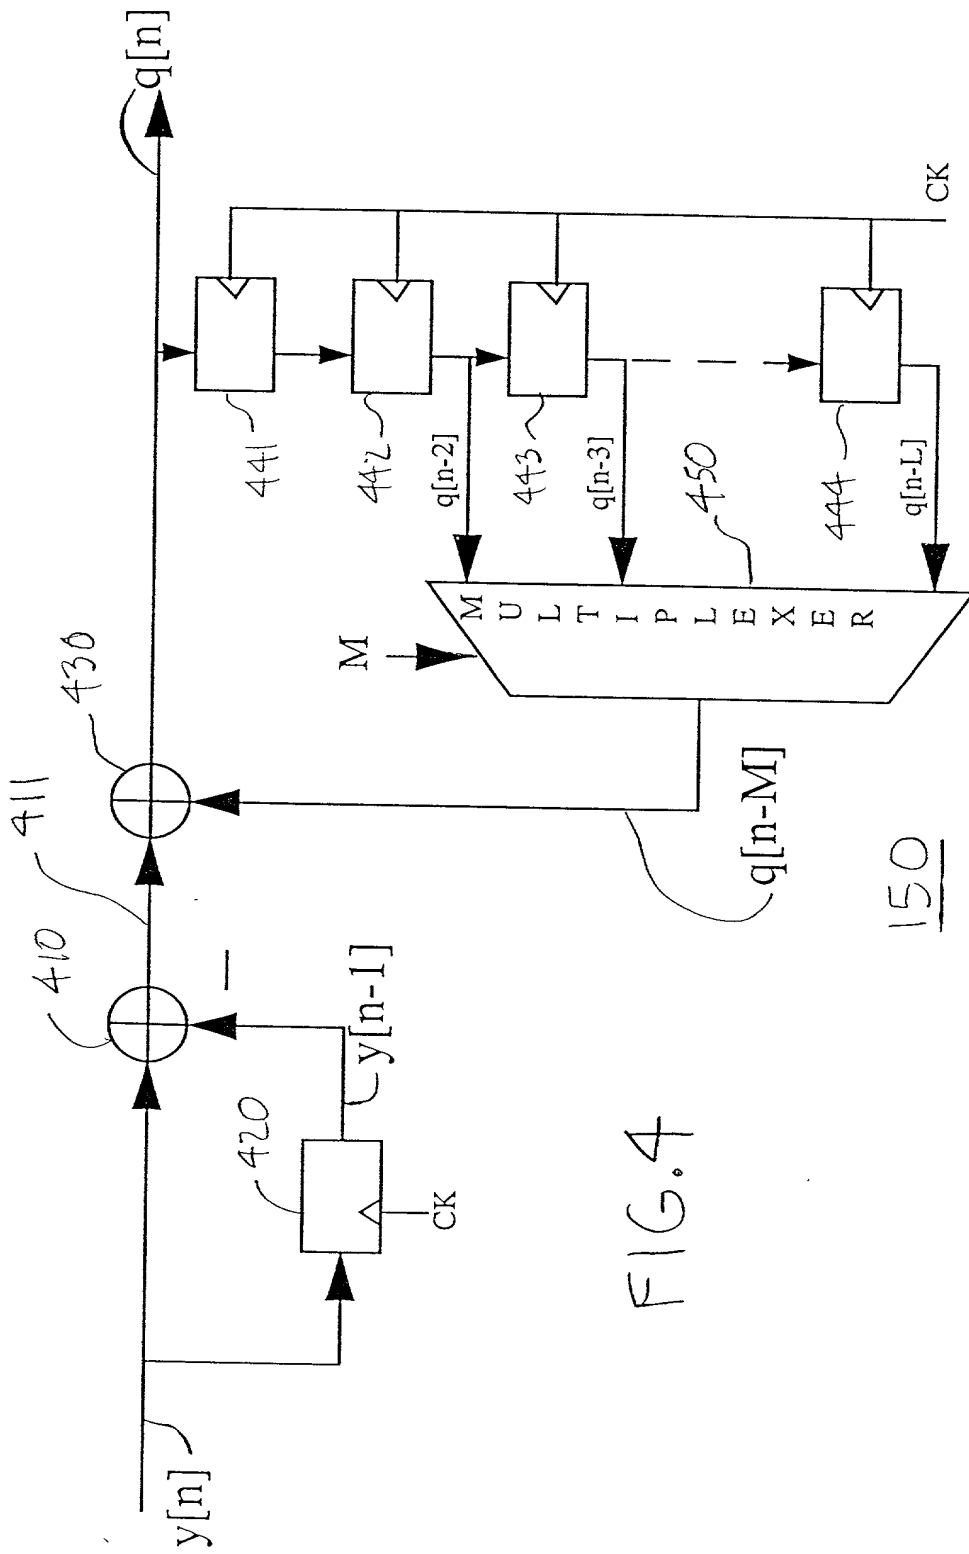 y[n]
410
411
430
q[n]
420
CK
y[n-1]
q[n-M]
M
MULTIPLEXER
450
441
442
443
444
q[n-2]
q[n-3]
q[n-L]
CK
FIG.4
150